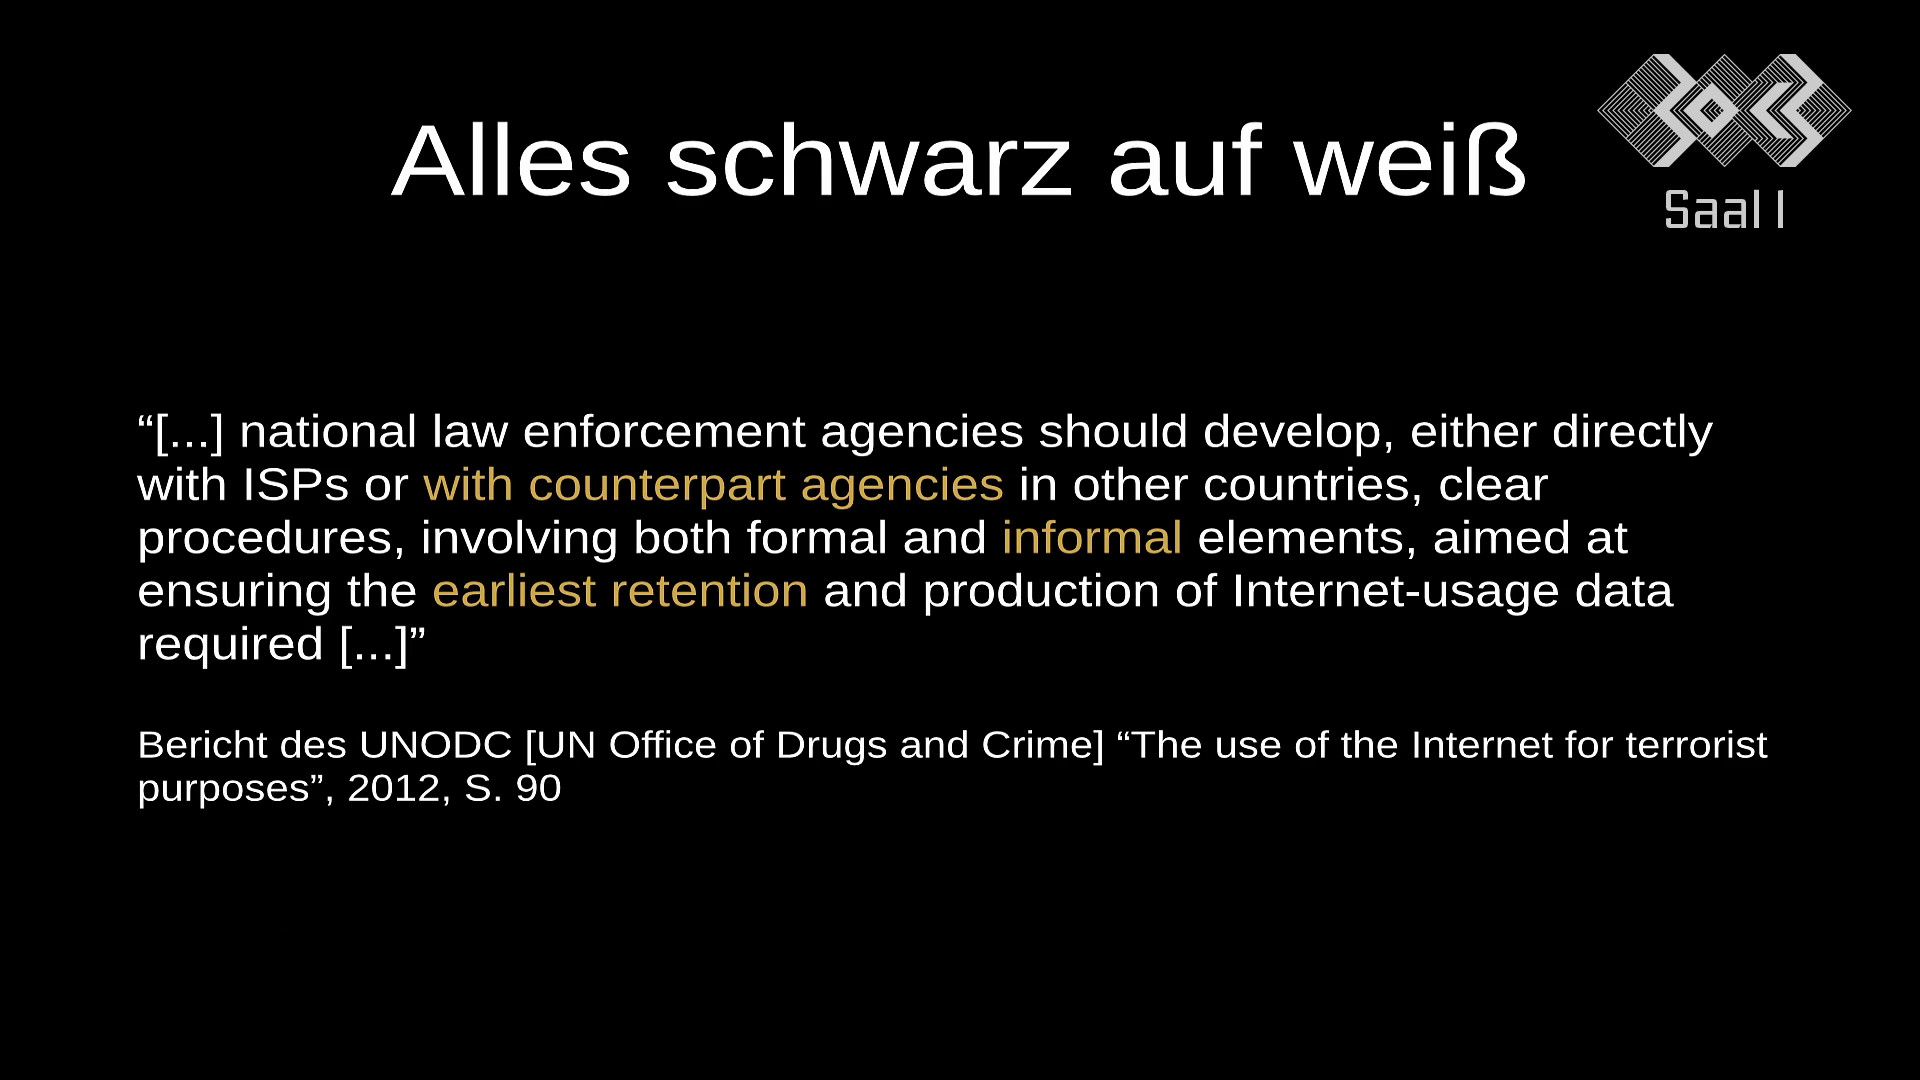 Alles schwarz auf weiß
Saal 1
“[...] national law enforcement agencies should develop, either directly
with ISPs or with counterpart agencies in other countries, clear
procedures, involving both formal and informal elements, aimed at
ensuring the earliest retention and production of Internet-usage data
required [...]”
Bericht des UNODC [UN Office of Drugs and Crime] “The use of the Internet for terrorist
purposes”, 2012, S. 90